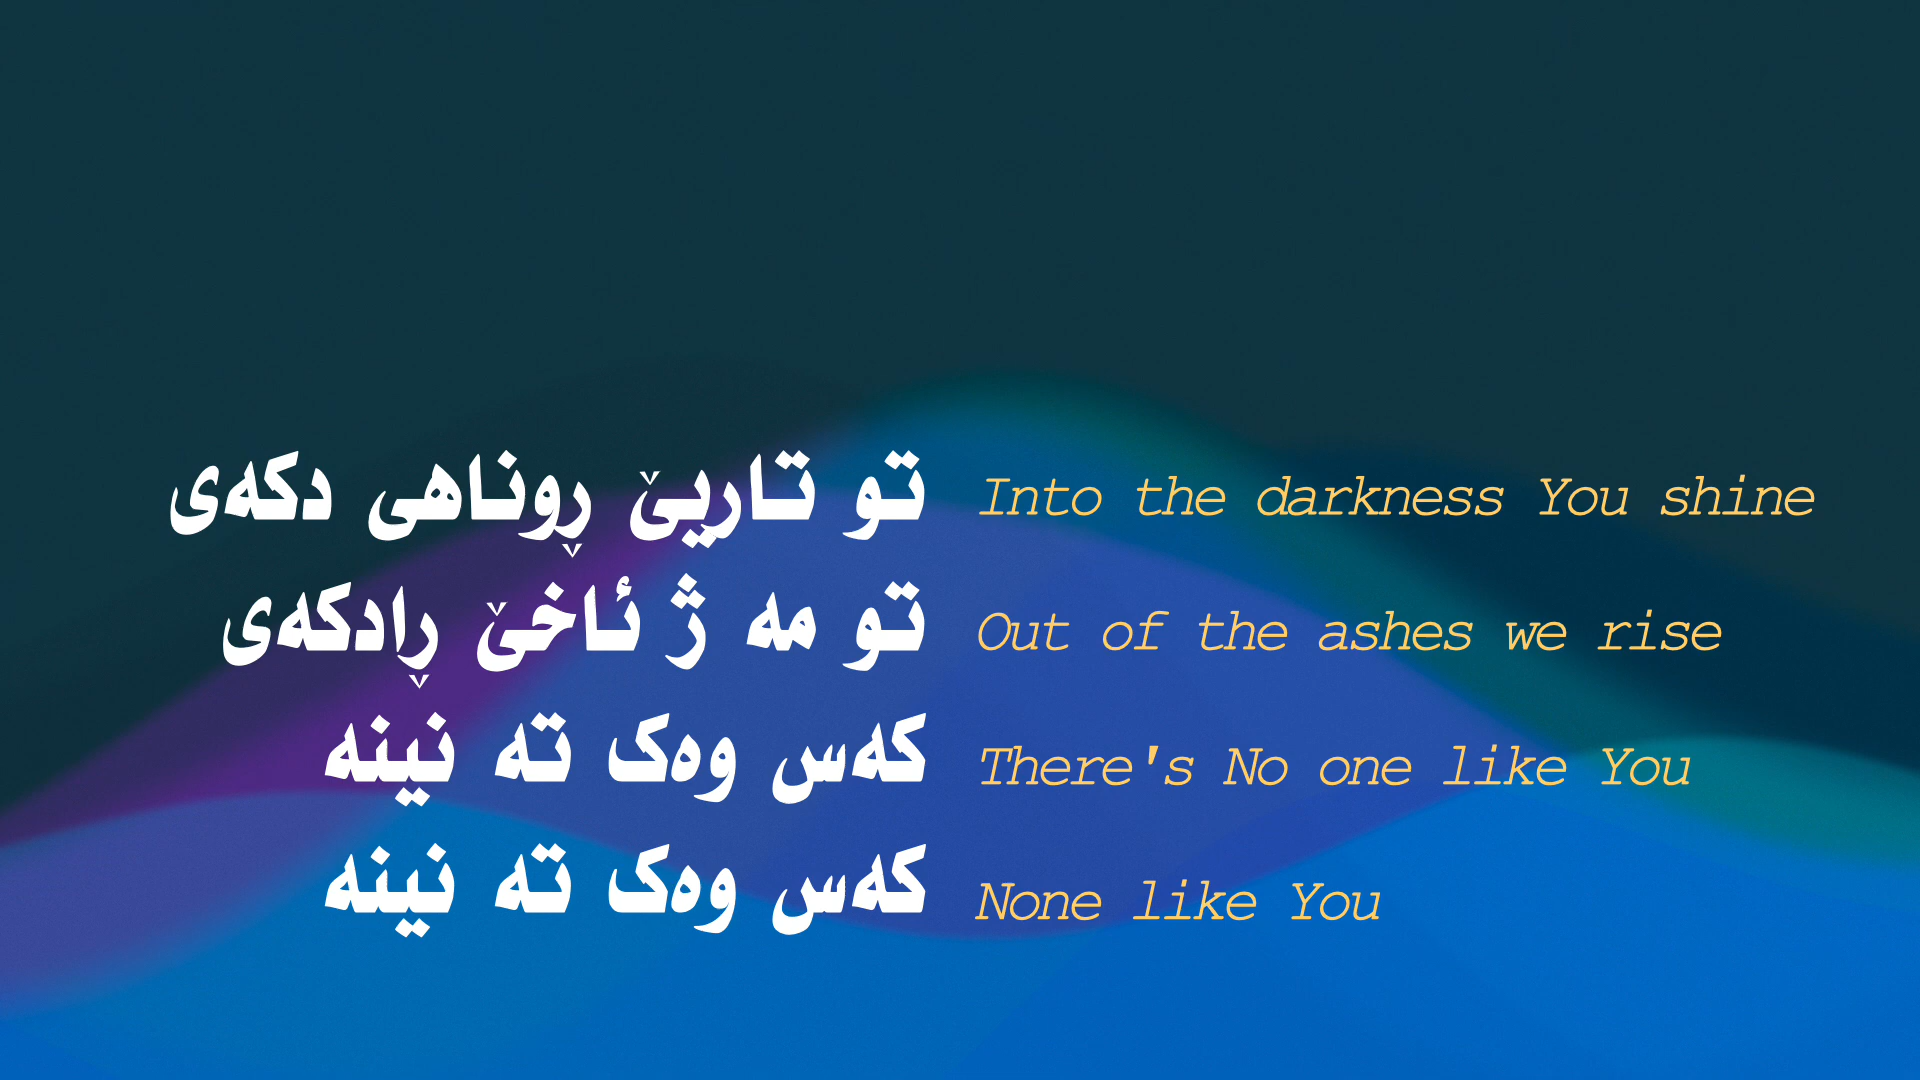 تو تاریێ ڕوناهی دکەی
تو مە ژ ئاخێ ڕادکەی
کەس وەک تە نینە
کەس وەک تە نینە
Into the darkness You shine
Out of the ashes we rise
There's No one like You
None like You